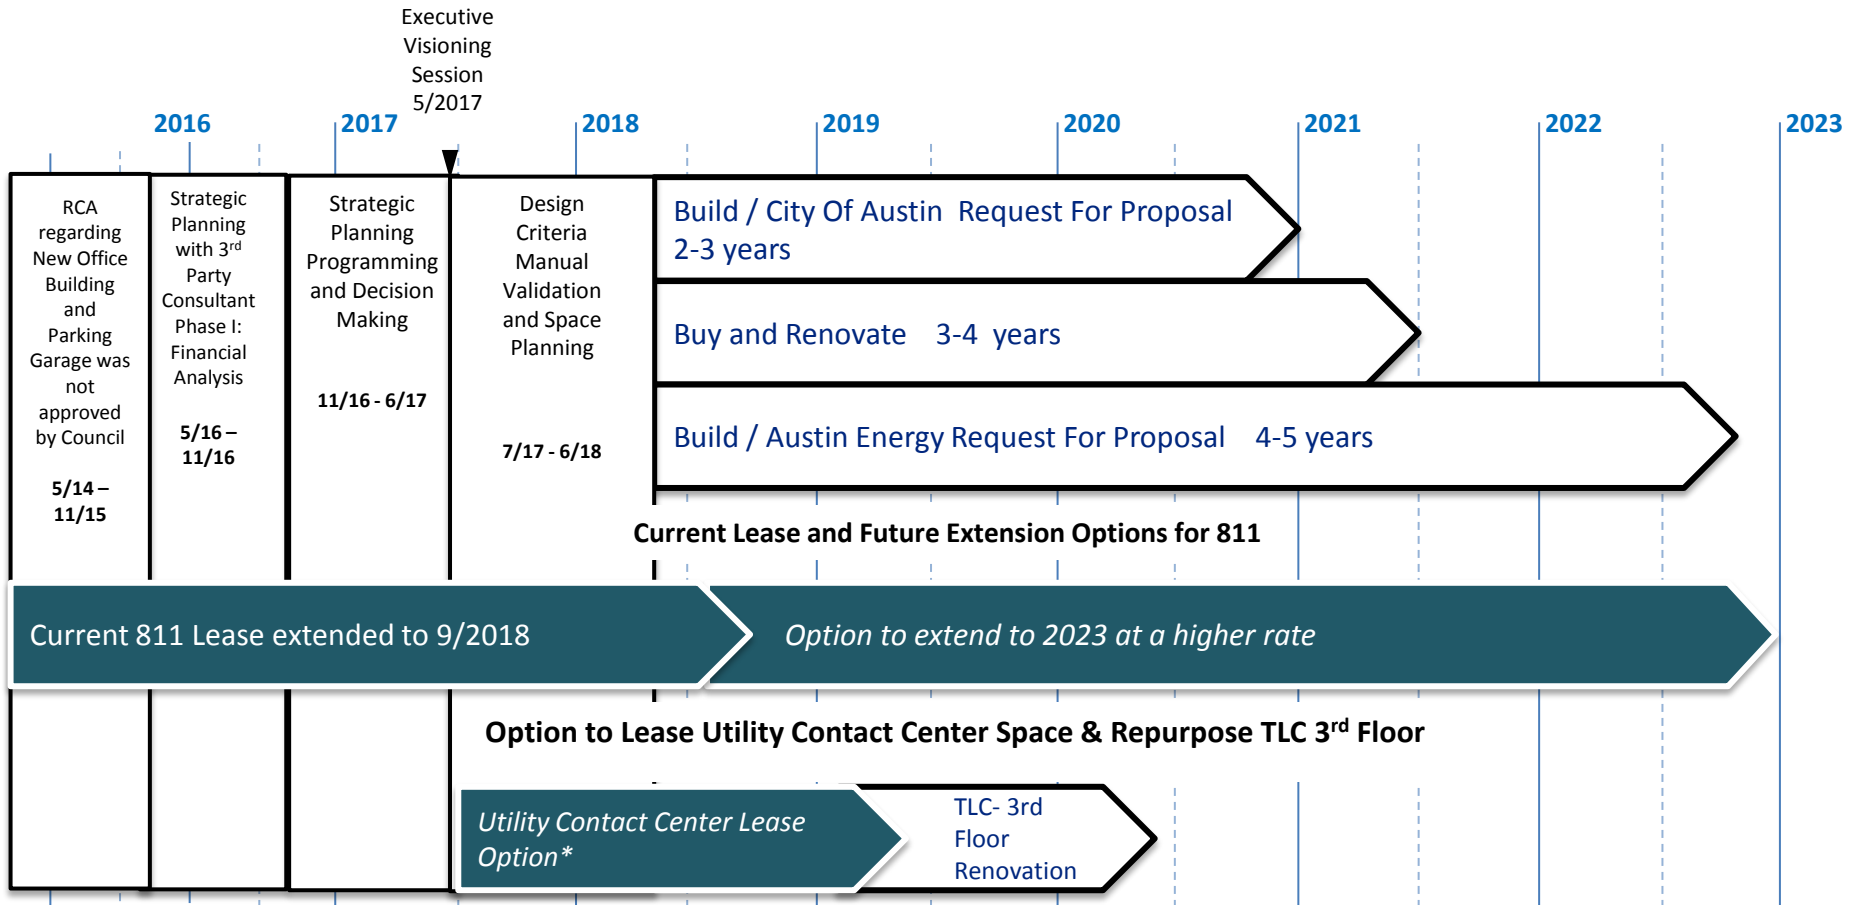 Executive
Visioning
Session
5/2017
2016
2017
2018
2019
2020
2021
2022
2023
RCA
regarding
New Office
Building
and
Parking
Garage was
not
approved
by Council
5/14 –
11/15
Strategic
Planning
with 3rd
Party
Consultant
Phase I:
Financial
Analysis
5/16 –
11/16
Strategic
Planning
Programming
and Decision
Making
11/16 - 6/17
Design
Criteria
Manual
Validation
and Space
Planning
7/17 - 6/18
Build / City Of Austin Request For Proposal
2-3 years
Buy and Renovate 3-4 years
Build / Austin Energy Request For Proposal 4-5 years
Current Lease and Future Extension Options for 811
Current 811 Lease extended to 9/2018
Option to extend to 2023 at a higher rate
Option to Lease Utility Contact Center Space & Repurpose TLC 3rd Floor
Utility Contact Center Lease
Option*
TLC- 3rd
Floor
Renovation